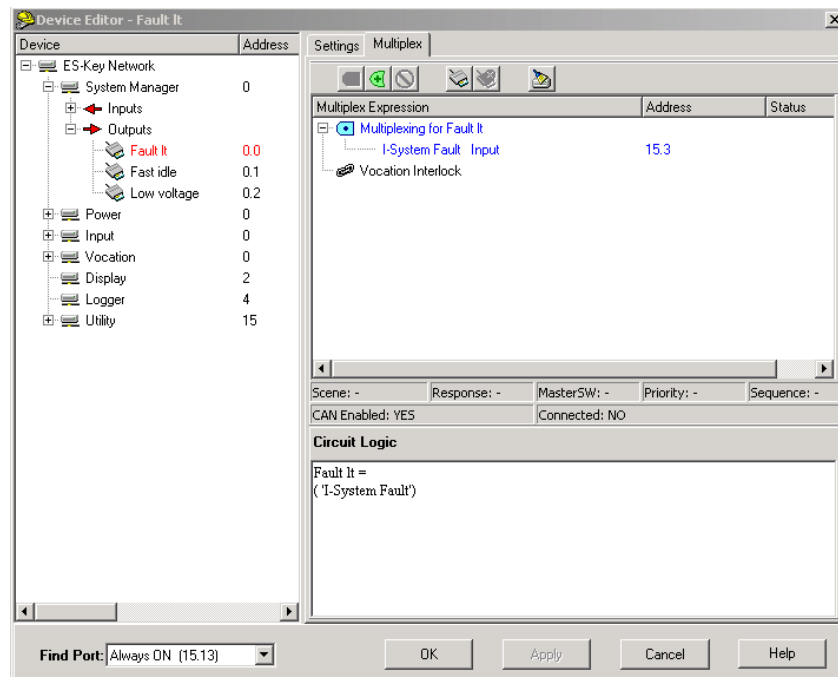 Device Editor - Fault lt
Device Address
ES-Key Network
System Manager 0
Inputs
Outputs
Fault lt 0.0
Fast idle 0.1
Low voltage 0.2
Power 0
Input 0
Vocation 0
Display 2
Logger 4
Utility 15
Settings Multiplex
Multiplex Expression Address Status
Multiplexing for Fault lt
I-System Fault Input 15.3
Vocation Interlock
Scene: - Response: - MasterSW: - Priority: - Sequence: -
CAN Enabled: YES Connected: NO
Circuit Logic
Fault lt =
( 'I-System Fault')
Find Port: Always ON (15.13) OK Apply Cancel Help